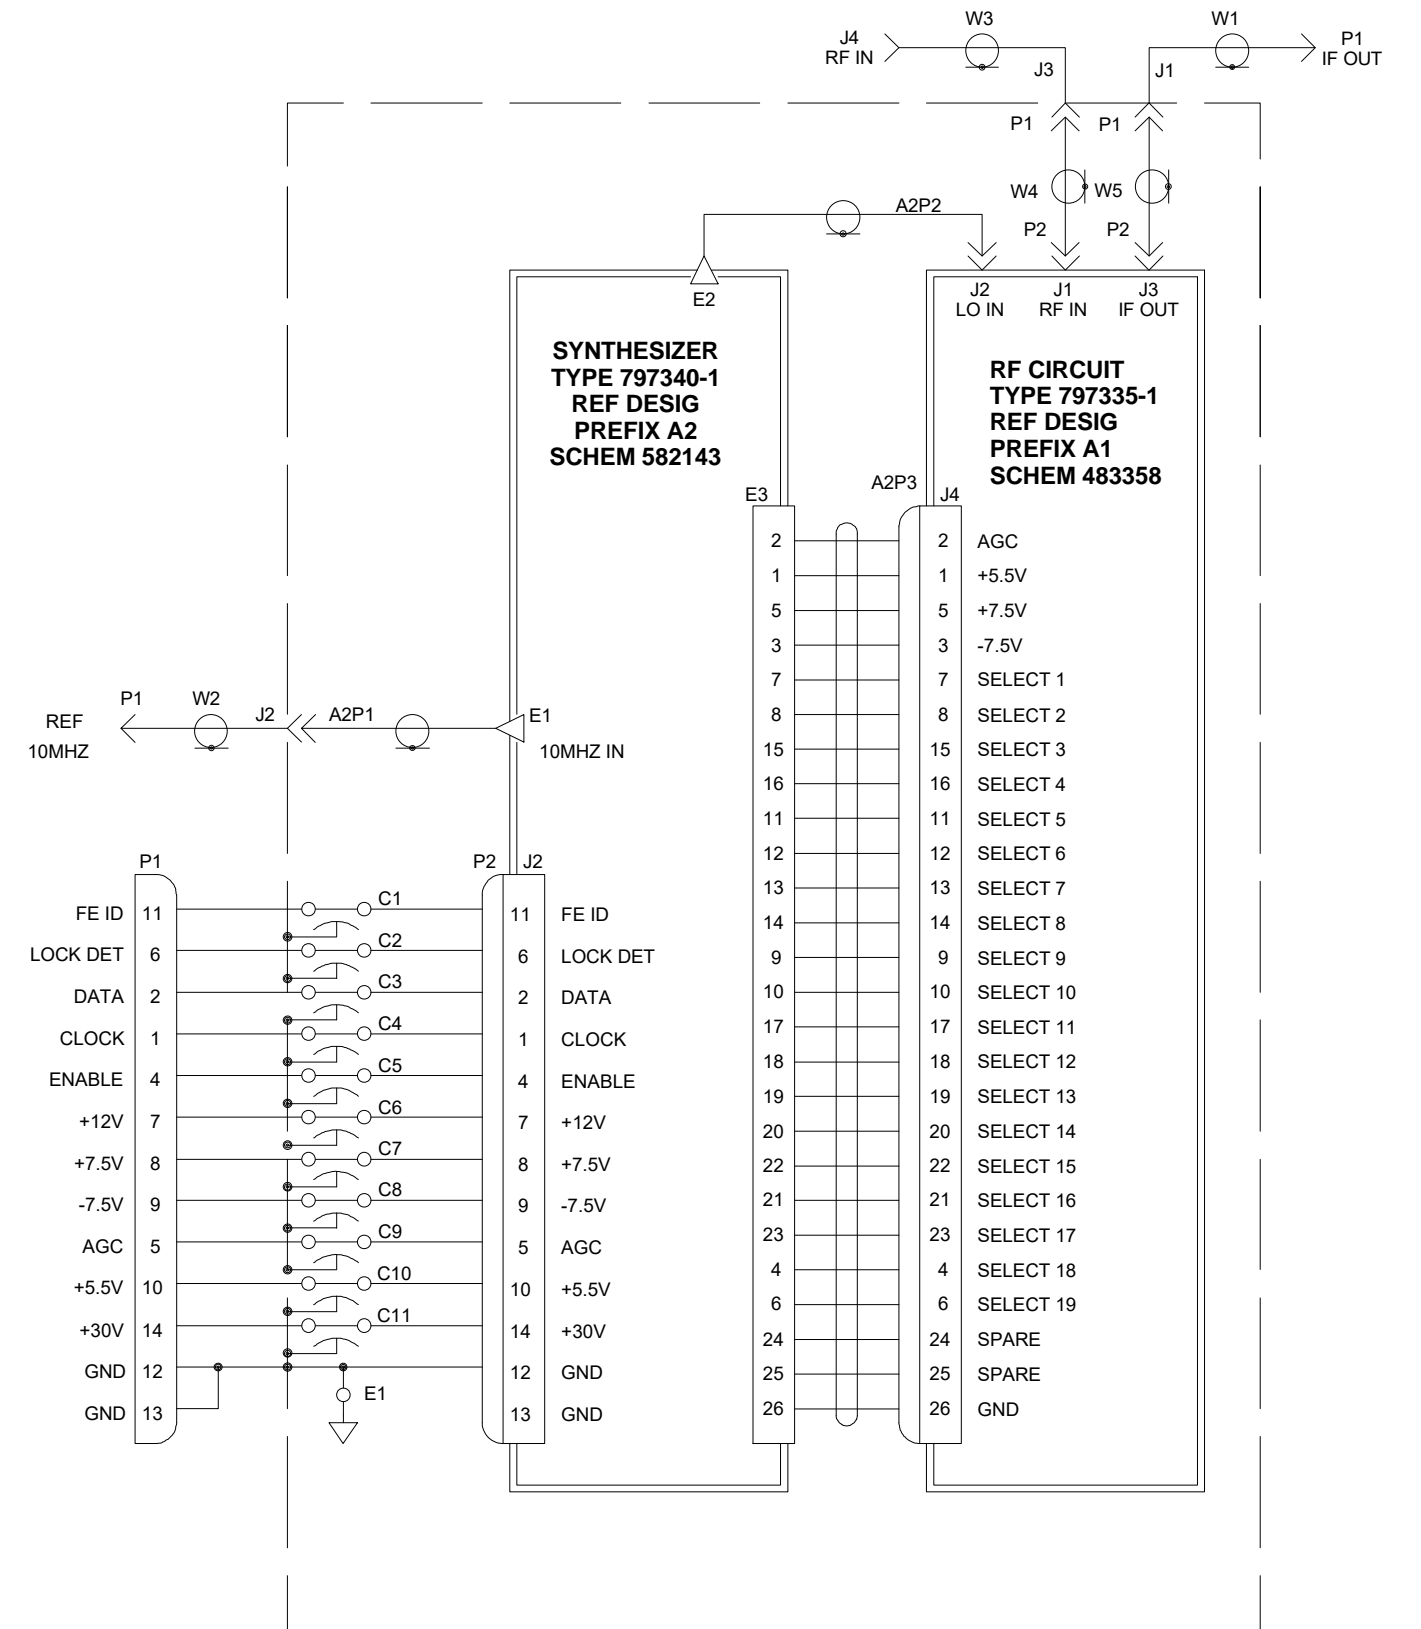 W3
W1
J4
RF IN
P1
IF OUT
J3
J1
P1
P1
W4
W5
A2P2
P2
P2
E2
J2
LO IN
J1
RF IN
J3
IF OUT
SYNTHESIZER
TYPE 797340-1
REF DESIG
PREFIX A2
SCHEM 582143
RF CIRCUIT
TYPE 797335-1
REF DESIG
PREFIX A1
SCHEM 483358
E3
A2P3
J4
2 2 AGC
1 1 +5.5V
5 5 +7.5V
3 3 -7.5V
7 7 SELECT 1
8 8 SELECT 2
15 15 SELECT 3
16 16 SELECT 4
11 11 SELECT 5
12 12 SELECT 6
13 13 SELECT 7
14 14 SELECT 8
9 9 SELECT 9
10 10 SELECT 10
17 17 SELECT 11
18 18 SELECT 12
19 19 SELECT 13
20 20 SELECT 14
22 22 SELECT 15
21 21 SELECT 16
23 23 SELECT 17
4 4 SELECT 18
6 6 SELECT 19
24 24 SPARE
25 25 SPARE
26 26 GND
REF
10MHZ
P1
W2
J2
A2P1
E1
10MHZ IN
P1
P2
J2
FE ID 11 C1 11 FE ID
LOCK DET 6 C2 6 LOCK DET
DATA 2 C3 2 DATA
CLOCK 1 C4 1 CLOCK
ENABLE 4 C5 4 ENABLE
+12V 7 C6 7 +12V
+7.5V 8 C7 8 +7.5V
-7.5V 9 C8 9 -7.5V
AGC 5 C9 5 AGC
+5.5V 10 C10 10 +5.5V
+30V 14 C11 14 +30V
GND 12 12 GND
E1
GND 13 13 GND